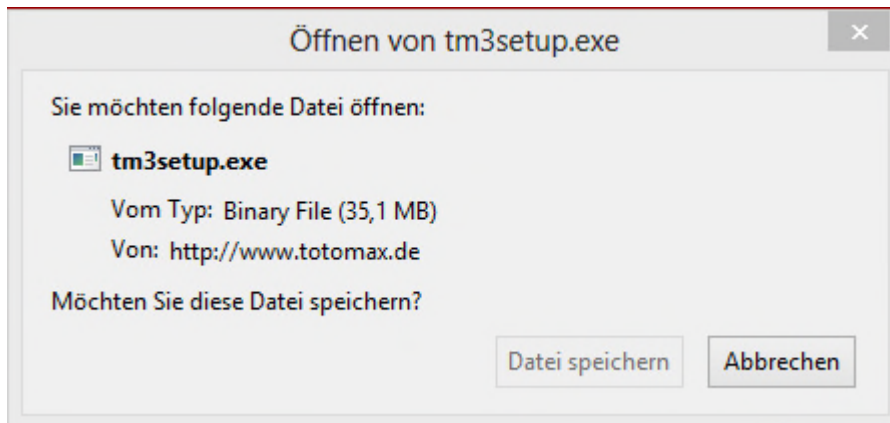 Öffnen von tm3setup.exe
Sie möchten folgende Datei öffnen:
tm3setup.exe
Vom Typ: Binary File (35,1 MB)
Von: http://www.totomax.de
Möchten Sie diese Datei speichern?
Datei speichern Abbrechen